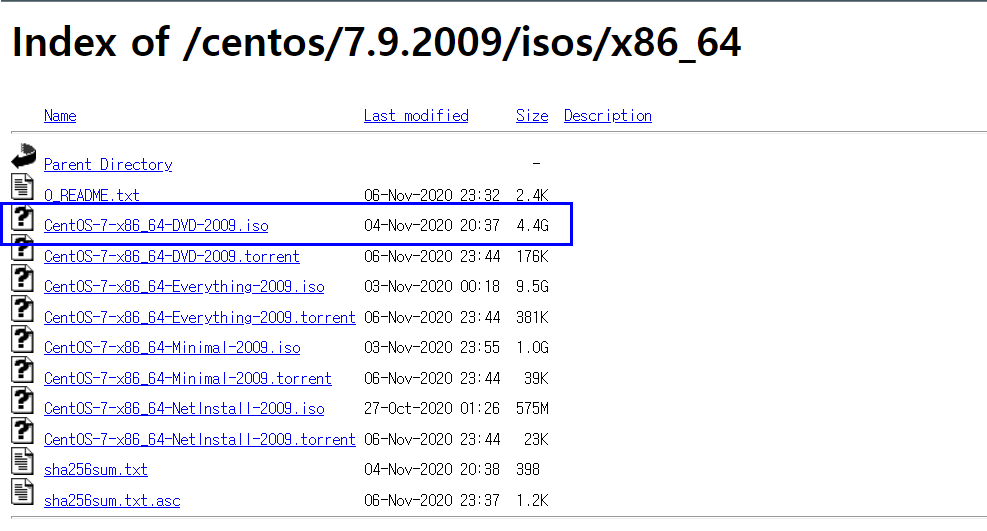 Index of /centos/7.9.2009/isos/x86_64
Name Last modified Size Description
Parent Directory -
0_README.txt 06-Nov-2020 23:32 2.4K
CentOS-7-x86_64-DVD-2009.iso 04-Nov-2020 20:37 4.4G
CentOS-7-x86_64-DVD-2009.torrent 06-Nov-2020 23:44 176K
CentOS-7-x86_64-Everything-2009.iso 03-Nov-2020 00:18 9.5G
CentOS-7-x86_64-Everything-2009.torrent 06-Nov-2020 23:44 381K
CentOS-7-x86_64-Minimal-2009.iso 03-Nov-2020 23:55 1.0G
CentOS-7-x86_64-Minimal-2009.torrent 06-Nov-2020 23:44 39K
CentOS-7-x86_64-NetInstall-2009.iso 27-Oct-2020 01:26 575M
CentOS-7-x86_64-NetInstall-2009.torrent 06-Nov-2020 23:44 23K
sha256sum.txt 04-Nov-2020 20:38 398
sha256sum.txt.asc 06-Nov-2020 23:37 1.2K